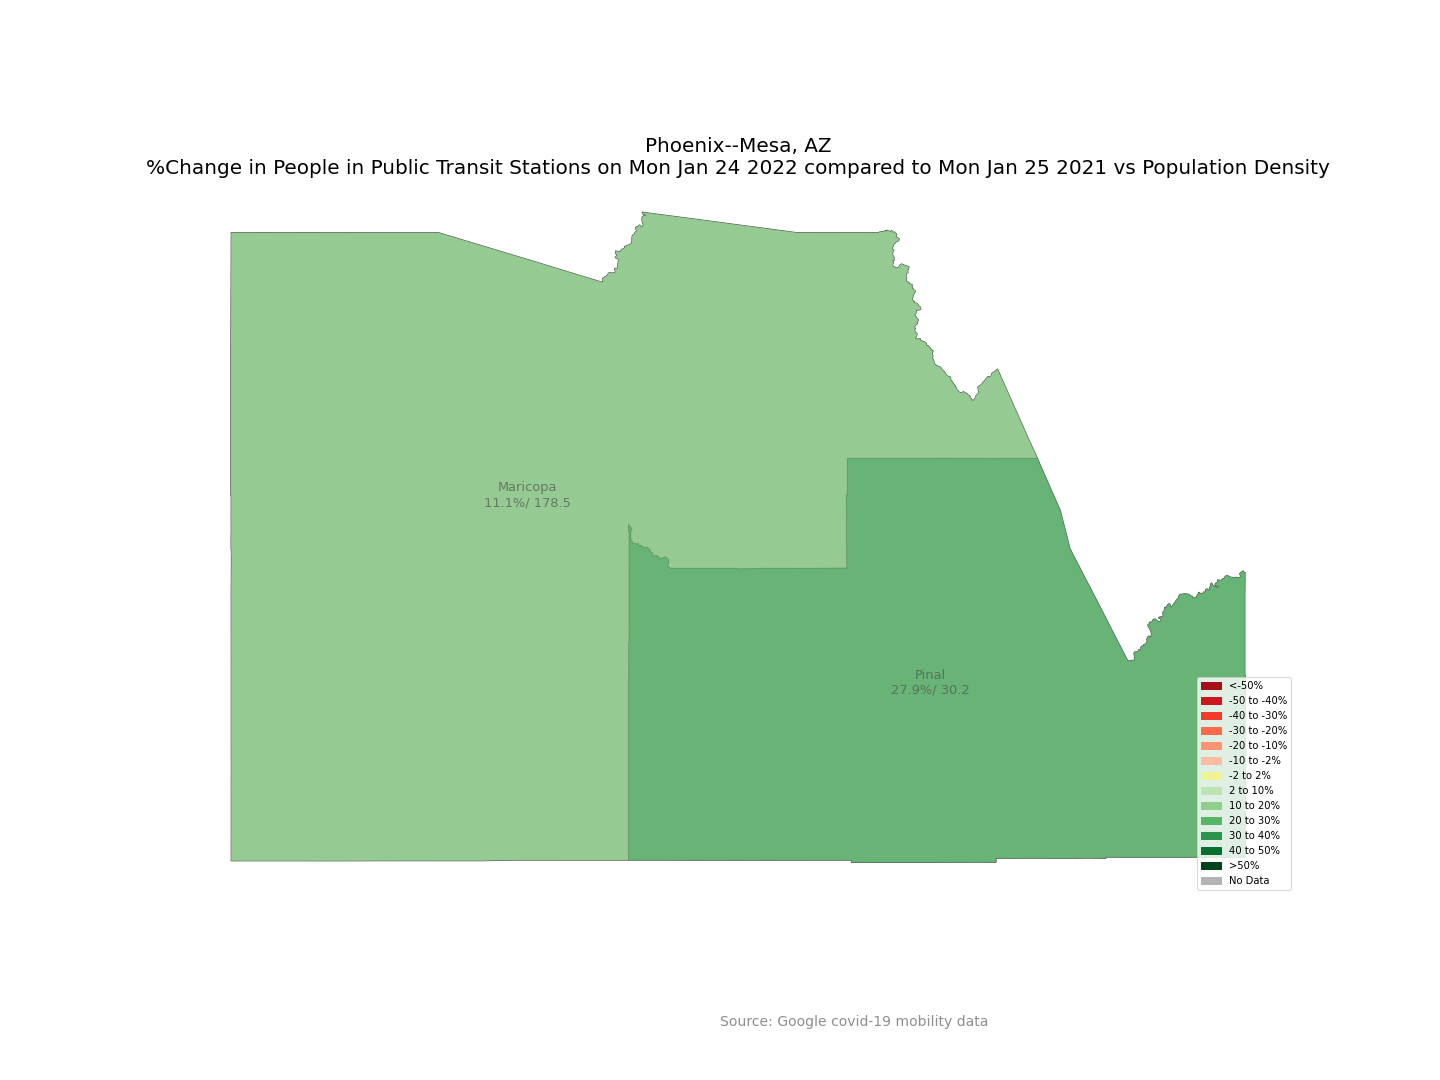 Phoenix--Mesa, AZ
%Change in People in Public Transit Stations on Mon Jan 24 2022 compared to Mon Jan 25 2021 vs Population Density
Maricopa
11.1%/ 178.5
Pinal
27.9%/ 30.2
<-50%
-50 to -40%
-40 to -30%
-30 to -20%
-20 to -10%
-10 to -2%
-2 to 2%
2 to 10%
10 to 20%
20 to 30%
30 to 40%
40 to 50%
>50%
No Data
Source: Google covid-19 mobility data